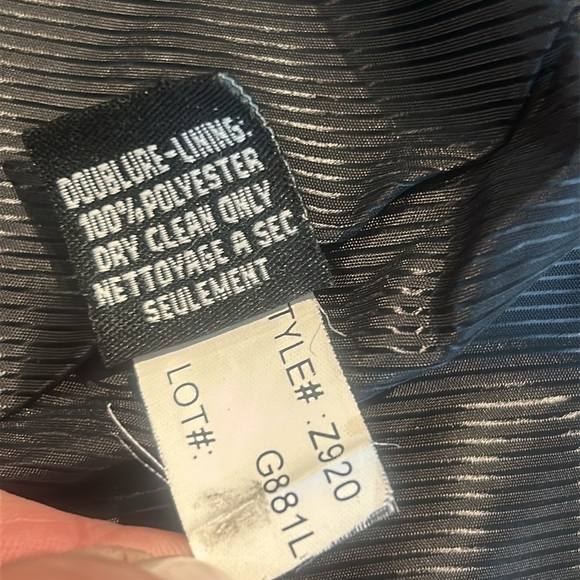 DOUBLURE-LINING:
100% POLYESTER
DRY CLEAN ONLY
NETTOYAGE A SEC
SEULEMENT
TYLE#: Z920
LOT#: G881L